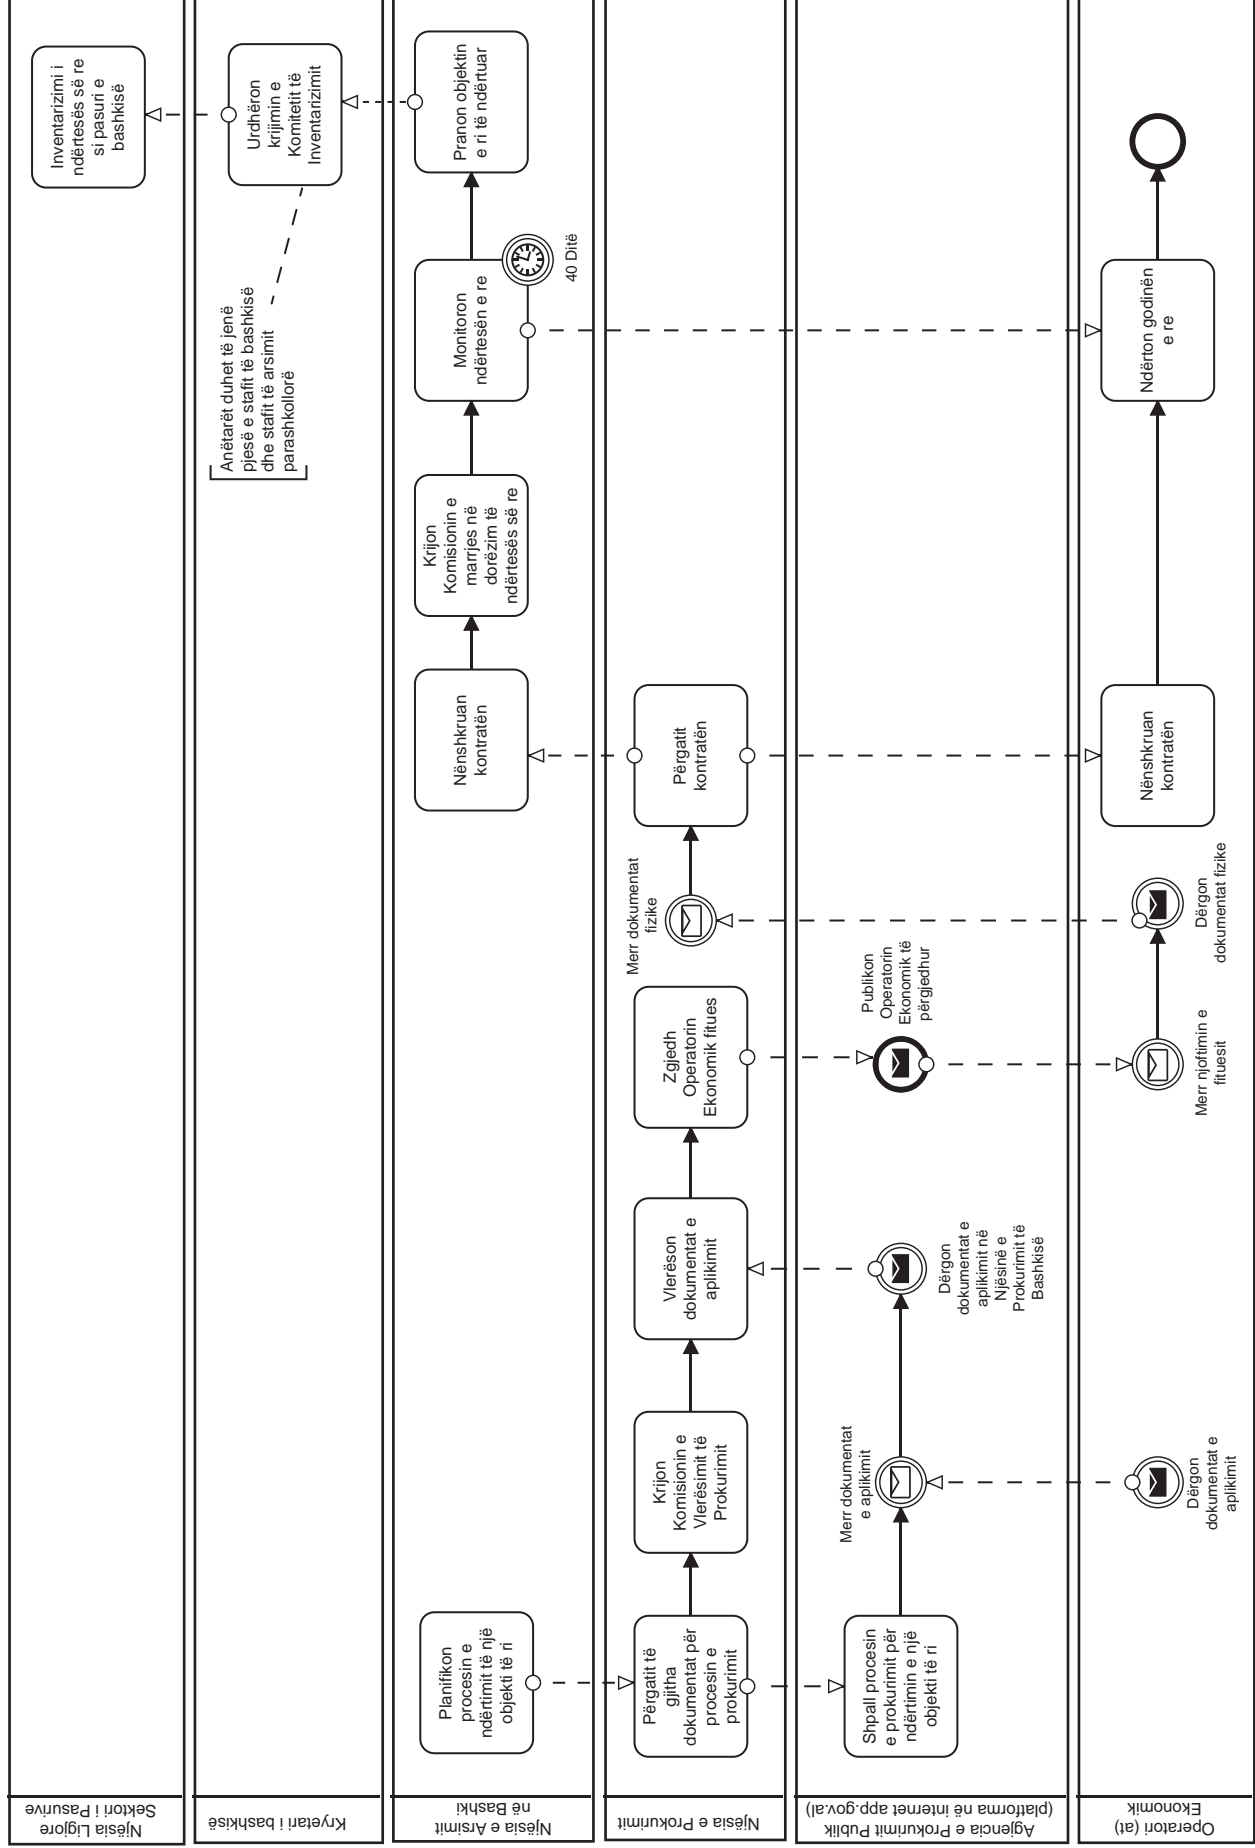 Njësia Ligjore
Sektori i Pasurive
Inventarizimi i
ndërtesës së re
si pasuri e
bashkisë
Kryetari i bashkisë
Anëtarët duhet të jenë
pjesë e stafit të bashkisë
dhe stafit të arsimit
parashkollorë
Urdhëron
krijimin e
Komitetit të
Inventarizimit
Njësia e Arsimit
në Bashki
Planifikon
procesin e
ndërtimit të një
objekti të ri
Nënshkruan
kontratën
Krijon
Komisionin e
marrjes në
dorëzim të
ndërtesës së re
Monitoron
ndërtesën e re
40 Ditë
Pranon objektin
e ri të ndërtuar
Njësia e Prokurimit
Përgatit të
gjitha
dokumentat për
procesin e
prokurimit
Krijon
Komisionin e
Vlerësimit të
Prokurimit
Vlerëson
dokumentat e
aplikimit
Zgjedh
Operatorin
Ekonomik fitues
Merr dokumentat
fizike
Përgatit
kontratën
Agjencia e Prokurimit Publik
(platforma në internet app.gov.al)
Shpall procesin
e prokurimit për
ndërtimin e një
objekti të ri
Merr dokumentat
e aplikimit
Dërgon
dokumentat e
aplikimit në
Njësinë e
Prokurimit të
Bashkisë
Publikon
Operatorin
Ekonomik të
përgjedhur
Operatori (at)
Ekonomik
Dërgon
dokumentat e
aplikimit
Merr njoftimin e
fituesit
Dërgon
dokumentat fizike
Nënshkruan
kontratën
Ndërton godinën
e re